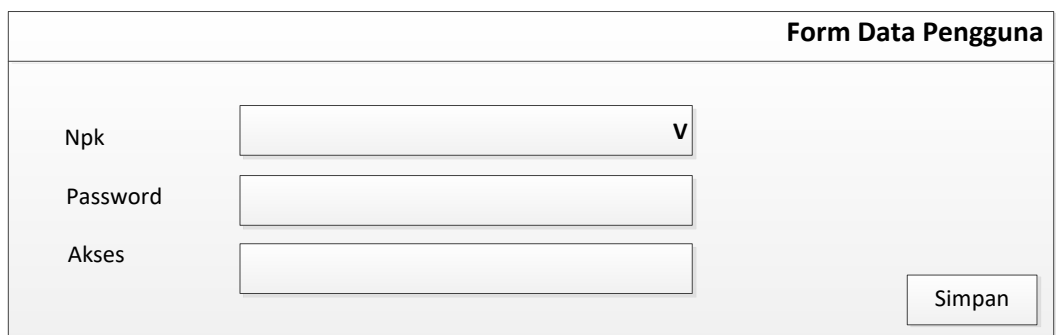 Form Data Pengguna
Npk
V
Password
Akses
Simpan